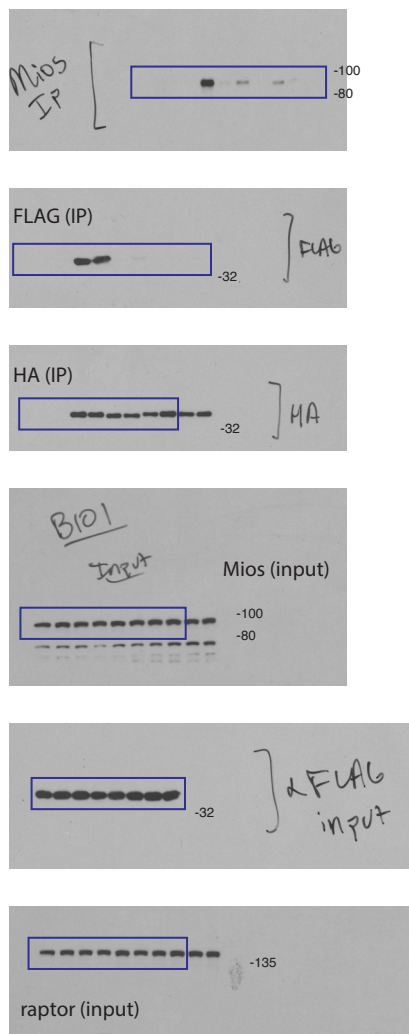 Mios
IP
-100
-80
FLAG (IP)
FLAG
-32
HA (IP)
HA
-32
B101
Input
Mios (input)
-100
-80
-32
αFLAG
input
-135
raptor (input)